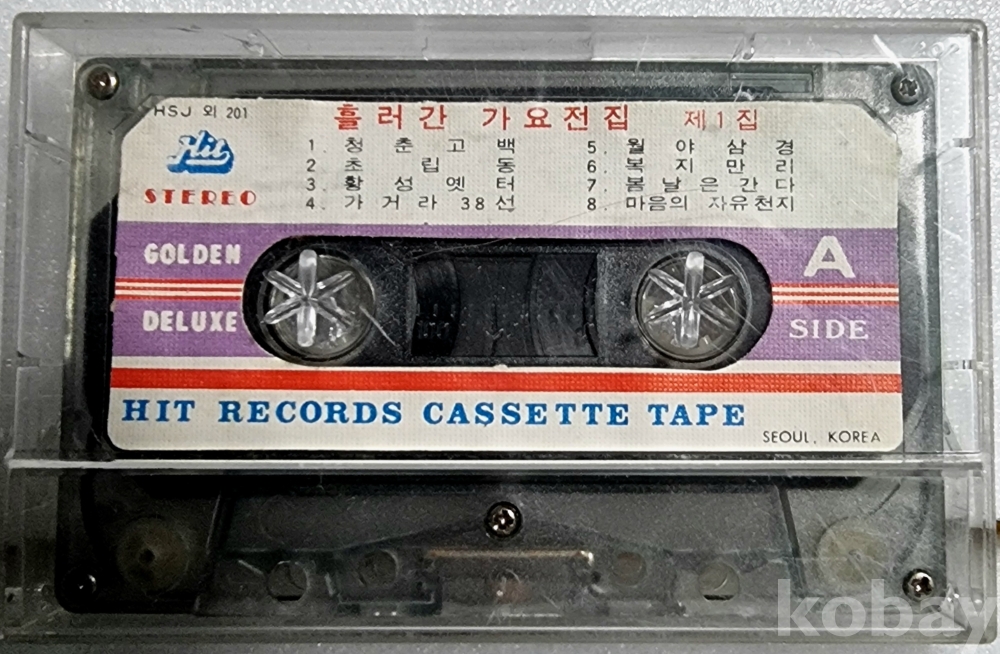 HSJ 외 201
흘러간 가요전집 제1집
Hit
STEREO
1. 청춘고백
2. 초립동
3. 황성옛터
4. 가거라 38선
5. 월야삼경
6. 복지만리
7. 봄날은간다
8. 마음의 자유천지
GOLDEN
DELUXE
A
SIDE
HIT RECORDS CASSETTE TAPE
SEOUL, KOREA
kobay